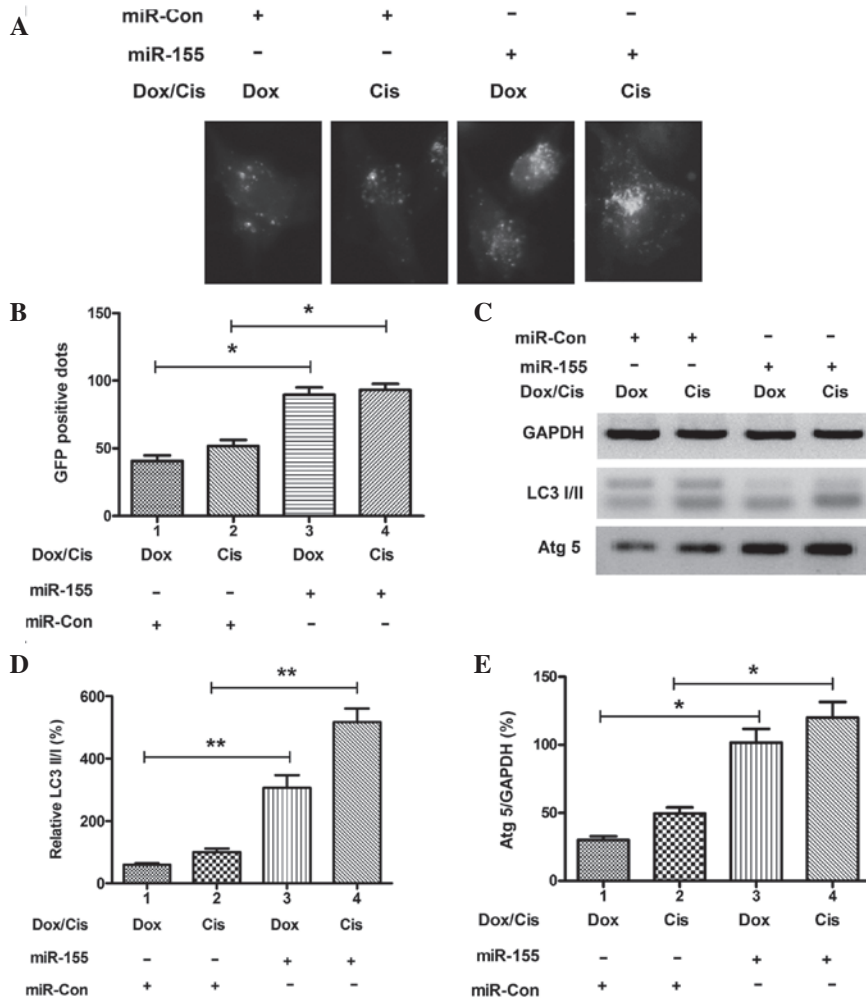 A
miR-Con + + - -
miR-155 - - + +
Dox/Cis Dox Cis Dox Cis
B
GFP positive dots
150
100
50
0
* *
1 2 3 4
Dox/Cis Dox Cis Dox Cis
miR-155 - - + +
miR-Con + + - -
C
miR-Con + + - -
miR-155 - - + +
Dox/Cis Dox Cis Dox Cis
GAPDH
LC3 I/II
Atg 5
D
Relative LC3 II/I (%)
600
400
200
0
** **
1 2 3 4
Dox/Cis Dox Cis Dox Cis
miR-155 - - + +
miR-Con + + - -
E
Atg 5/GAPDH (%)
150
100
50
0
* *
1 2 3 4
Dox/Cis Dox Cis Dox Cis
miR-155 - - + +
miR-Con + + - -